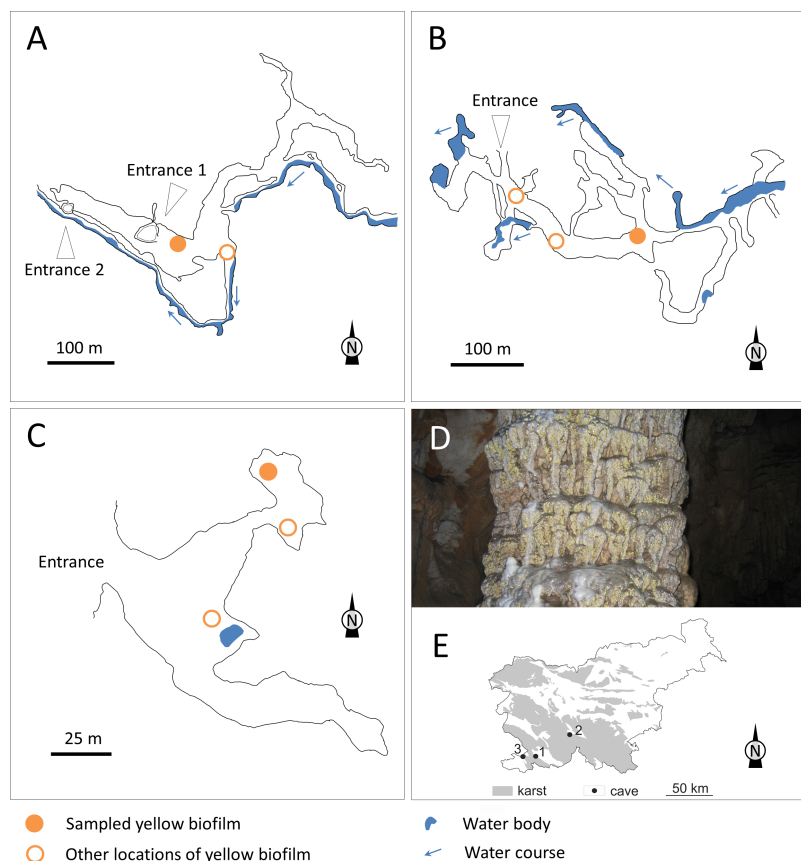 A
Entrance 1
Entrance 2
100 m
N
B
Entrance
100 m
N
C
Entrance
25 m
N
D
E
2
3
1
N
karst
cave
50 km
Sampled yellow biofilm
Water body
Other locations of yellow biofilm
Water course